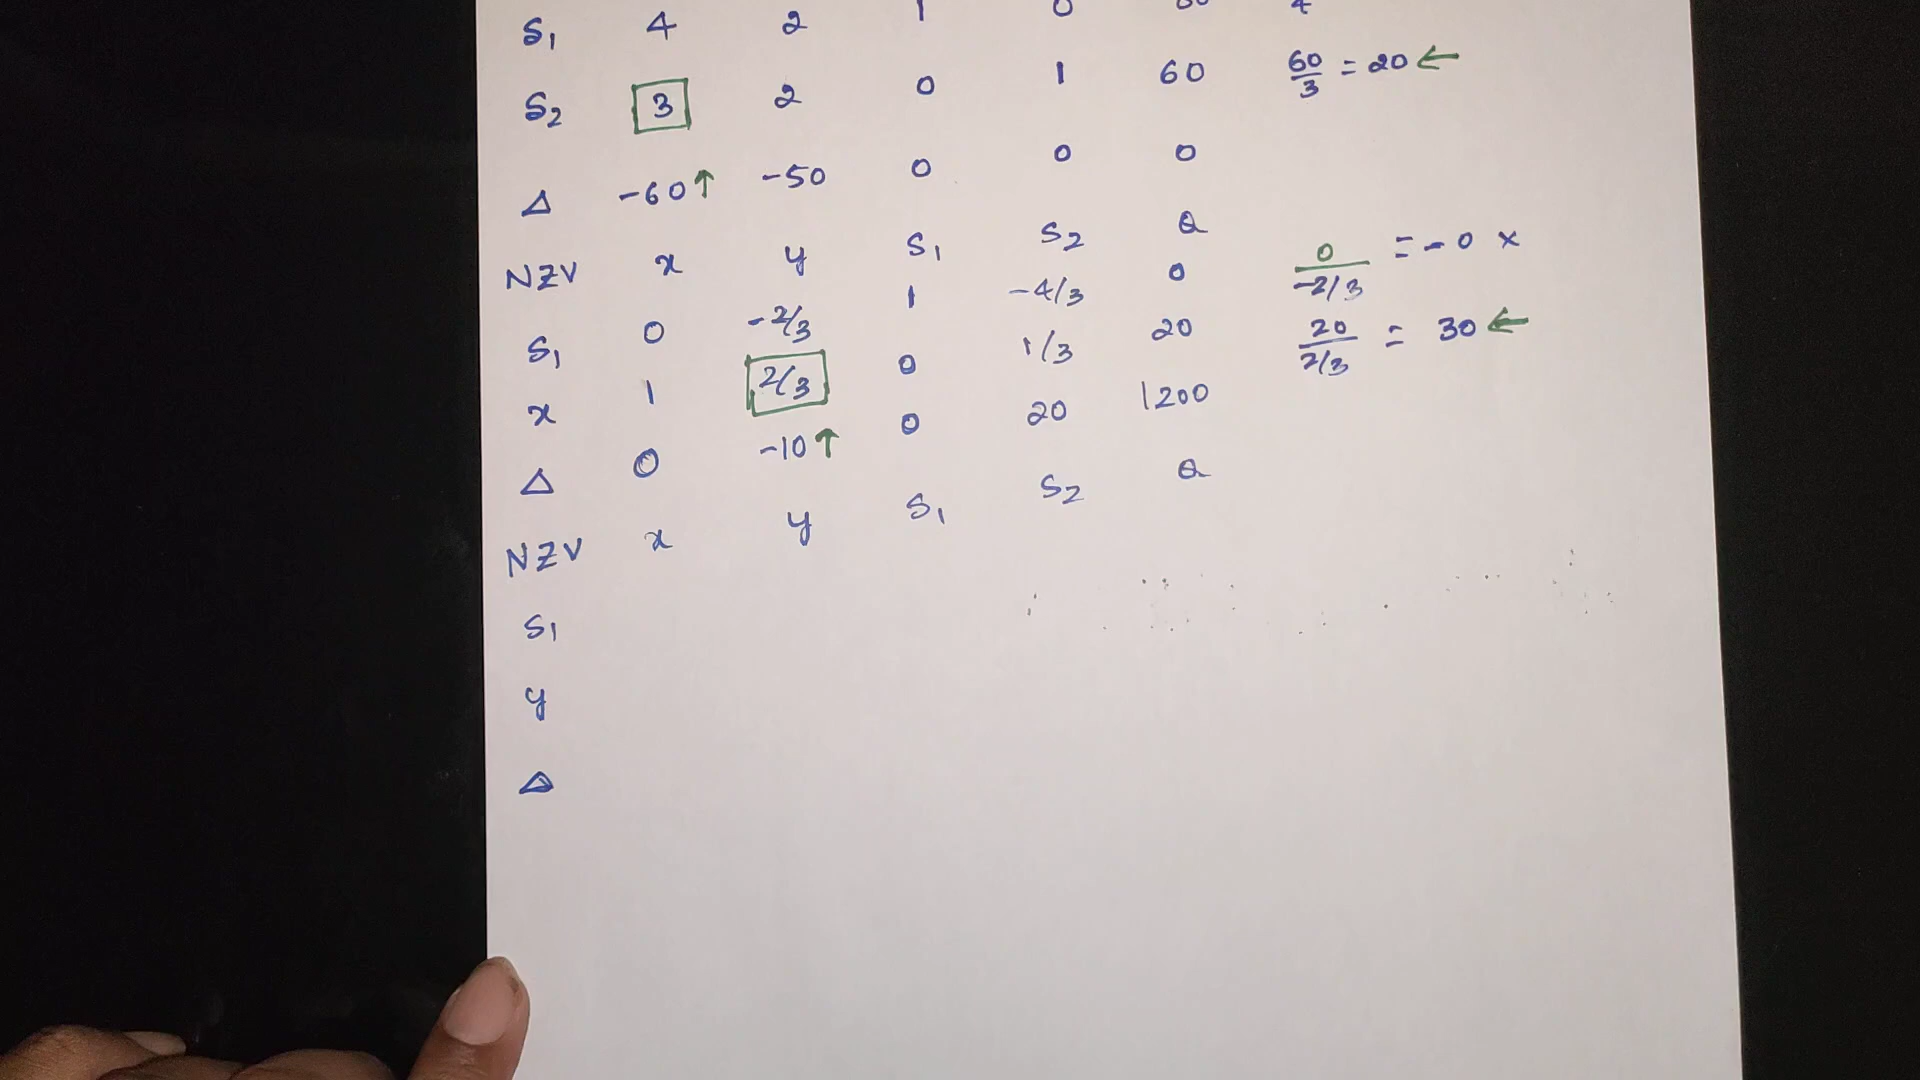 S₁ 4 2 1 0
S₂ 3 2 0 1 60 60/3 = 20 ←
Δ -60↑ -50 0 0 0
NZV x y S₁ S₂ Q
S₁ 0 -2/3 1 -4/3 0 0/-2/3 = -0 ×
x 1 2/3 0 1/3 20 20/2/3 = 30 ←
Δ 0 -10↑ 0 20 1200
NZV x y S₁ S₂ Q
S₁
y
Δ